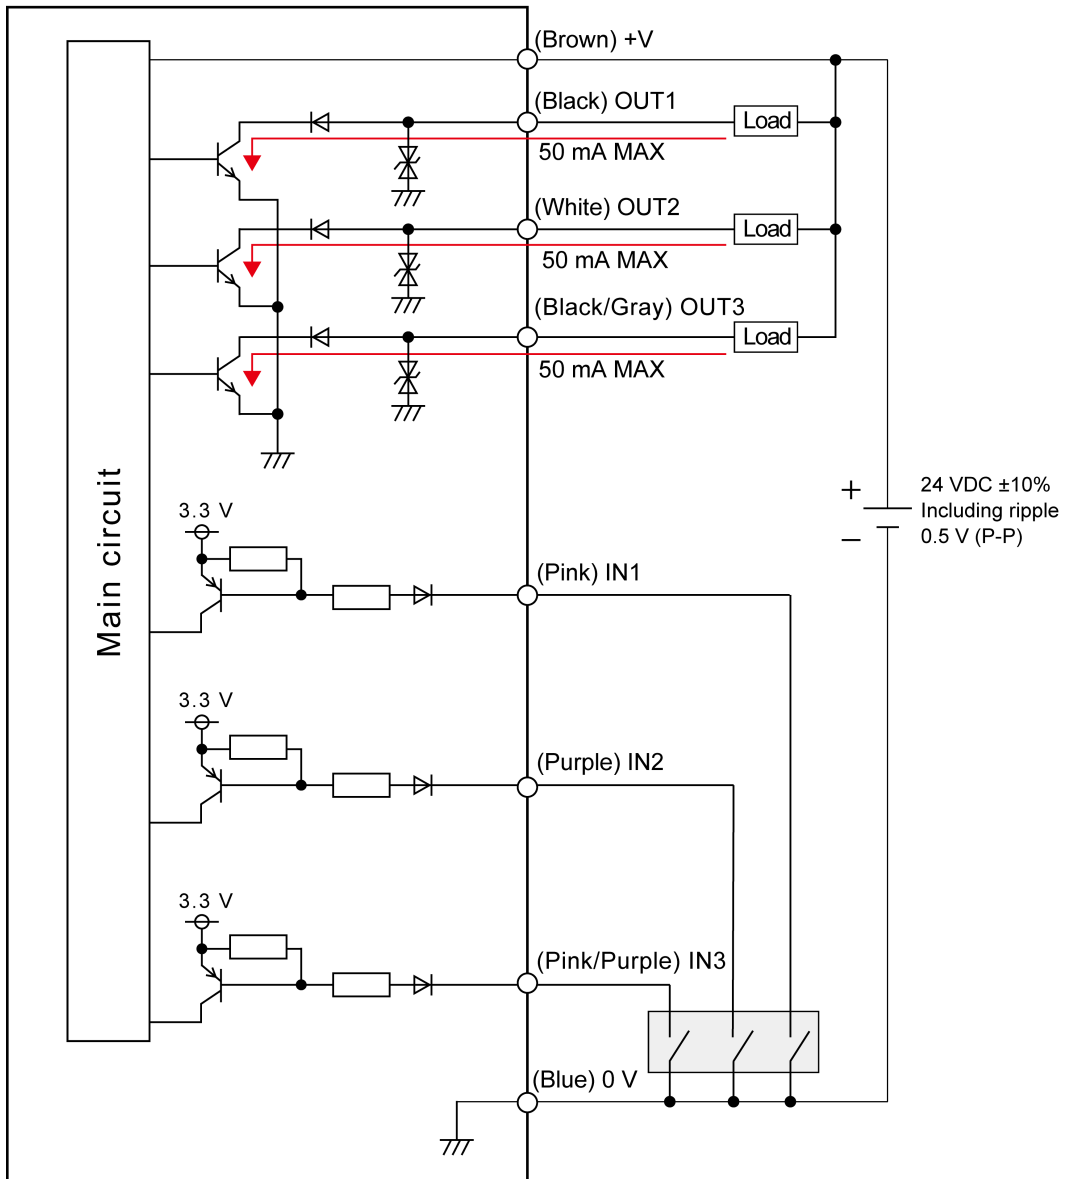 (Brown) +V
(Black) OUT1
Load
50 mA MAX
(White) OUT2
Load
50 mA MAX
(Black/Gray) OUT3
Load
50 mA MAX
Main circuit
+
24 VDC ±10%
Including ripple
−
0.5 V (P-P)
3.3 V
(Pink) IN1
3.3 V
(Purple) IN2
3.3 V
(Pink/Purple) IN3
(Blue) 0 V